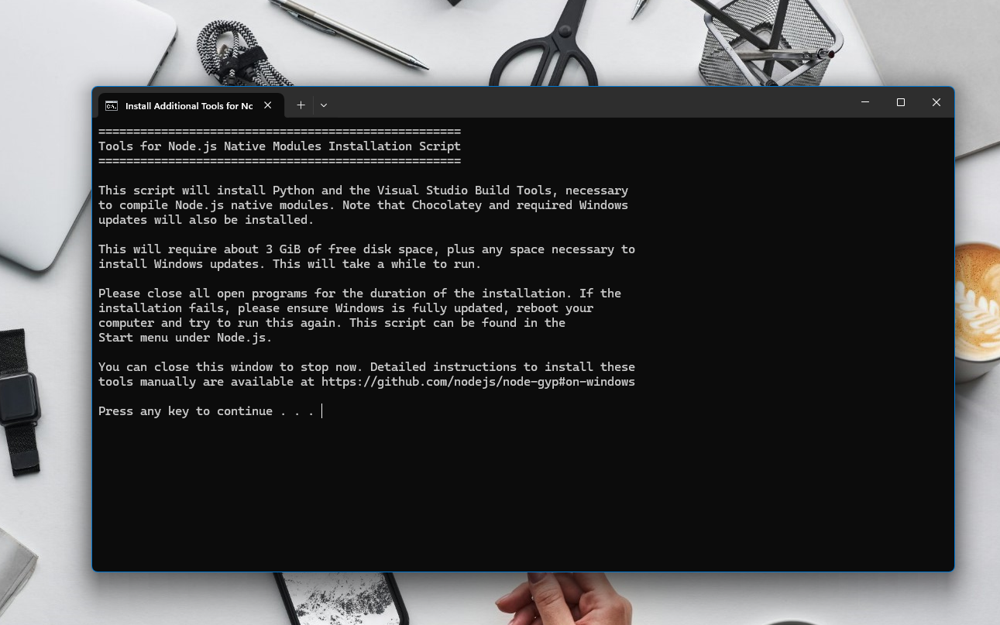 Install Additional Tools for Nc
==================================================== 
Tools for Node.js Native Modules Installation Script
====================================================
This script will install Python and the Visual Studio Build Tools, necessary
to compile Node.js native modules. Note that Chocolatey and required Windows
updates will also be installed.
This will require about 3 GiB of free disk space, plus any space necessary to
install Windows updates. This will take a while to run.
Please close all open programs for the duration of the installation. If the
installation fails, please ensure Windows is fully updated, reboot your
computer and try to run this again. This script can be found in the
Start menu under Node.js.
You can close this window to stop now. Detailed instructions to install these
tools manually are available at https://github.com/nodejs/node-gyp#on-windows
Press any key to continue . . .